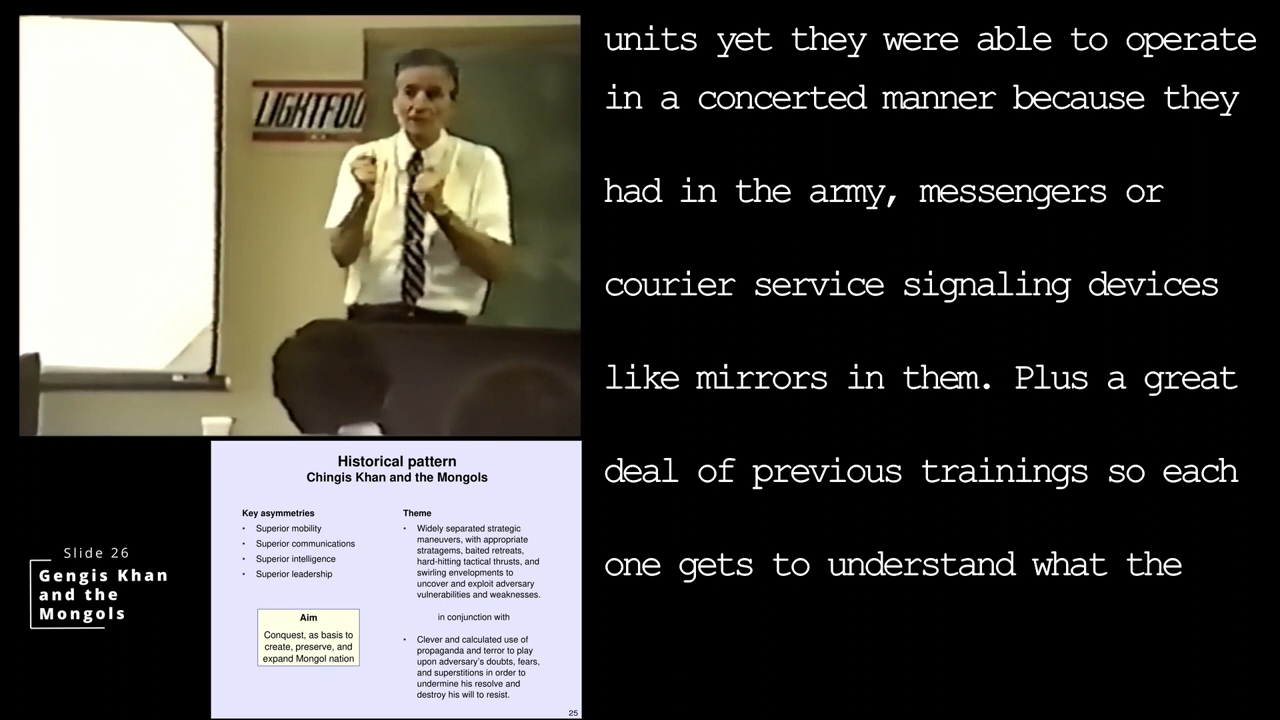 LIGHTFOO
units yet they were able to operate
in a concerted manner because they
had in the army, messengers or
courier service signaling devices
like mirrors in them. Plus a great
deal of previous trainings so each
one gets to understand what the
Slide 26
Gengis Khan
and the
Mongols
Historical pattern
Chingis Khan and the Mongols
Key asymmetries
• Superior mobility
• Superior communications
• Superior intelligence
• Superior leadership
Aim
Conquest, as basis to
create, preserve, and
expand Mongol nation
Theme
• Widely separated strategic
maneuvers, with appropriate
stratagems, baited retreats,
hard-hitting tactical thrusts, and
swirling envelopments to
uncover and exploit adversary
vulnerabilities and weaknesses.
in conjunction with
• Clever and calculated use of
propaganda and terror to play
upon adversary's doubts, fears,
and superstitions in order to
undermine his resolve and
destroy his will to resist.
25